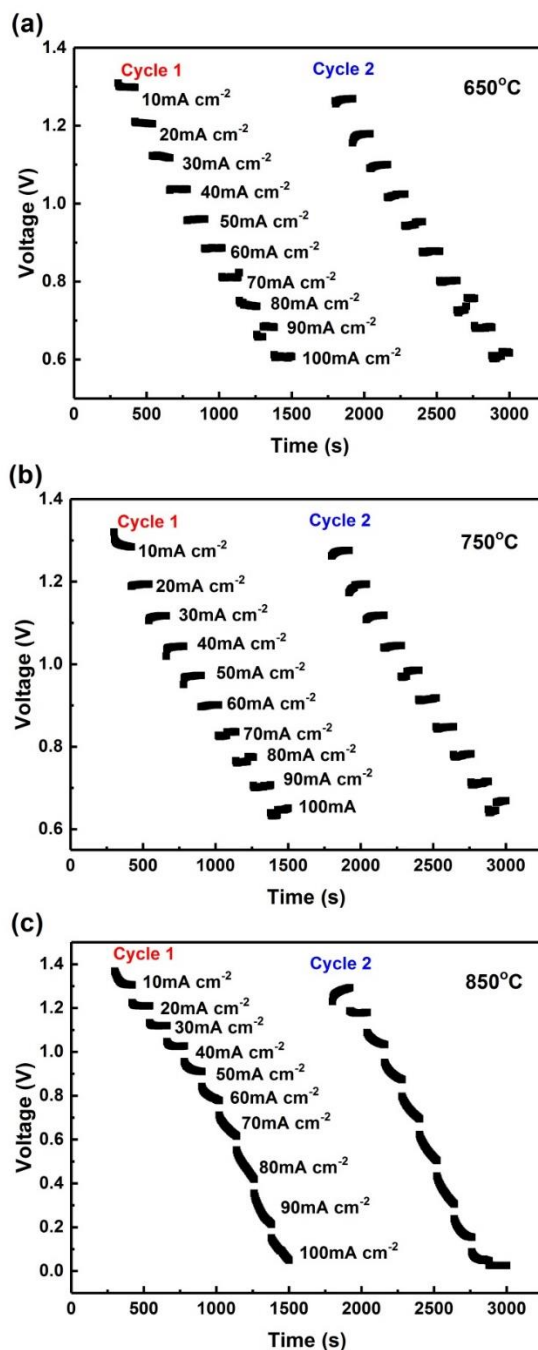 (a)
1.4
Cycle 1
Cycle 2
650°C
1.2
10mA cm⁻²
20mA cm⁻²
30mA cm⁻²
1.0
40mA cm⁻²
50mA cm⁻²
60mA cm⁻²
0.8
70mA cm⁻²
80mA cm⁻²
90mA cm⁻²
0.6
100mA cm⁻²
Voltage (V)
0 500 1000 1500 2000 2500 3000
Time (s)
(b)
1.4
Cycle 1
Cycle 2
750°C
10mA cm⁻²
1.2
20mA cm⁻²
30mA cm⁻²
40mA cm⁻²
1.0
50mA cm⁻²
60mA cm⁻²
70mA cm⁻²
0.8
80mA cm⁻²
90mA cm⁻²
100mA
0.6
Voltage (V)
0 500 1000 1500 2000 2500 3000
Time (s)
(c)
Cycle 1
Cycle 2
850°C
1.4
10mA cm⁻²
1.2
20mA cm⁻²
30mA cm⁻²
1.0
40mA cm⁻²
50mA cm⁻²
0.8
60mA cm⁻²
70mA cm⁻²
0.6
80mA cm⁻²
0.4
90mA cm⁻²
0.2
100mA cm⁻²
0.0
Voltage (V)
0 500 1000 1500 2000 2500 3000
Time (s)